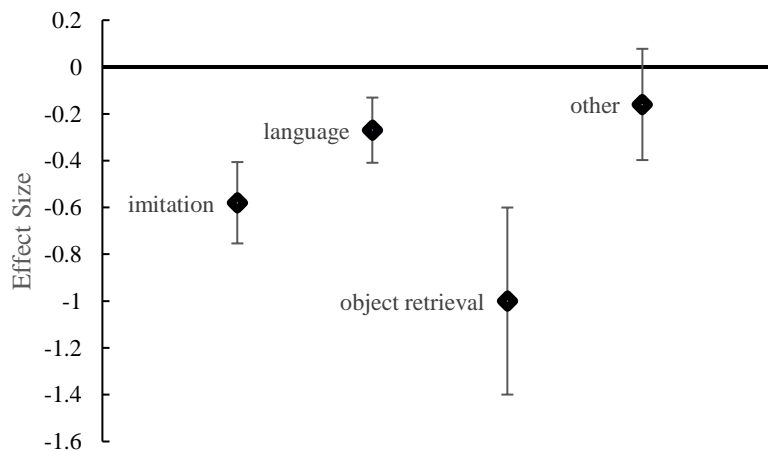 0.2
0
-0.2
-0.4
-0.6
-0.8
-1
-1.2
-1.4
-1.6
Effect Size
imitation
language
object retrieval
other